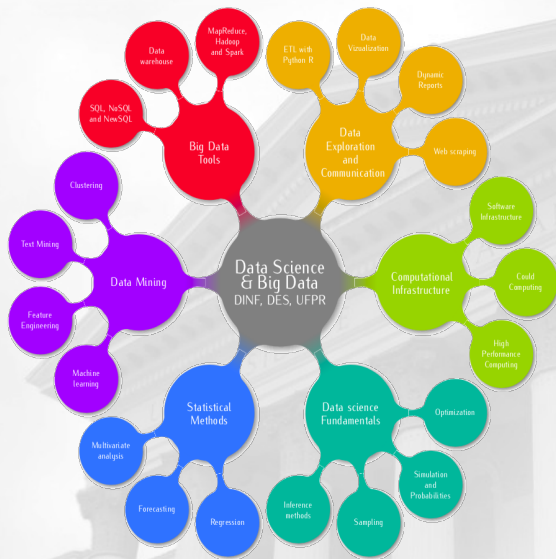 MapReduce,
Hadoop
and Spark
Data
warehouse
SQL, NoSQL
and NewSQL
Big Data
Tools
ETL with
Python R
Data
Vizualization
Dynamic
Reports
Web scraping
Data
Exploration
and
Communication
Clustering
Text Mining
Feature
Engineering
Machine
learning
Data Mining
Data Science
& Big Data
DINF, DES, UFPR
Computational
Infrastructure
Software
Infrastructure
Could
Computing
High
Performance
Computing
Statistical
Methods
Multivariate
analysis
Forecasting
Regression
Data science
Fundamentals
Optimization
Simulation
and
Probabilities
Sampling
Inference
methods